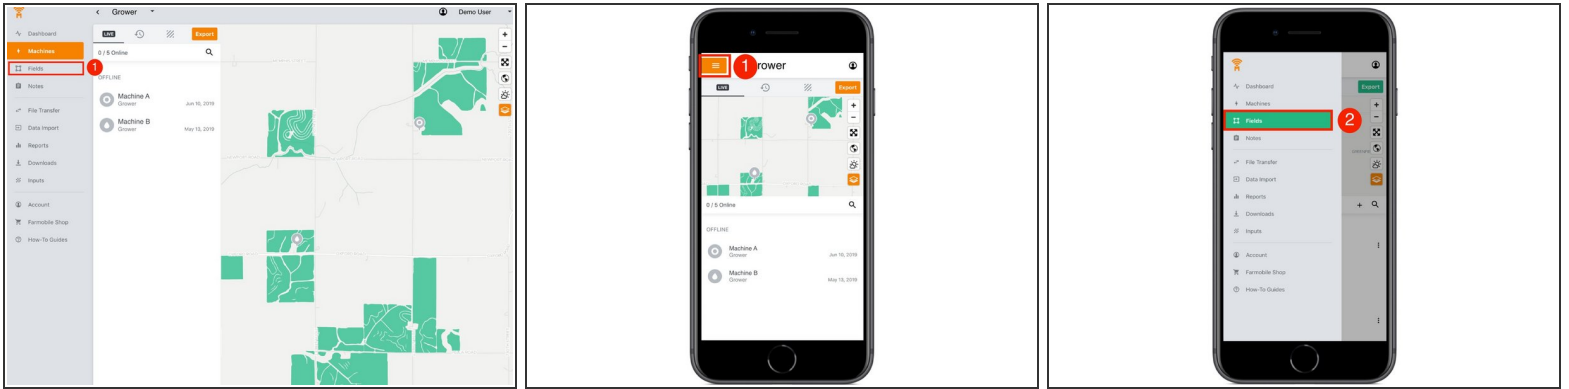 Grower
Demo User
Dashboard
Machines
Fields
Notes
File Transfer
Data Import
Reports
Downloads
Inputs
Account
Farmobile Shop
How-To Guides
LIVE
Export
0 / 5 Online
OFFLINE
Machine A
Grower
Jun 10, 2019
Machine B
Grower
May 13, 2019
1
1
rower
LIVE
Export
0 / 5 Online
OFFLINE
Machine A
Grower
Jun 10, 2019
Machine B
Grower
May 13, 2019
Dashboard
Export
Machines
Fields
2
Notes
File Transfer
Data Import
Reports
Downloads
Inputs
Account
Farmobile Shop
How-To Guides